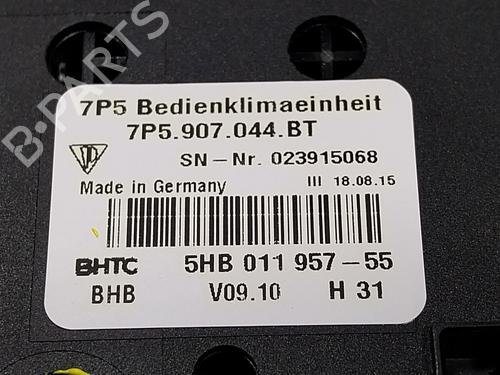 B-PARTS
7P5 Bedienklimaeinheit
7P5.907.044.BT
SN-Nr. 023915068
Made in Germany III 18.08.15
BHTC 5HB 011 957-55
BHB V09.10 H 31